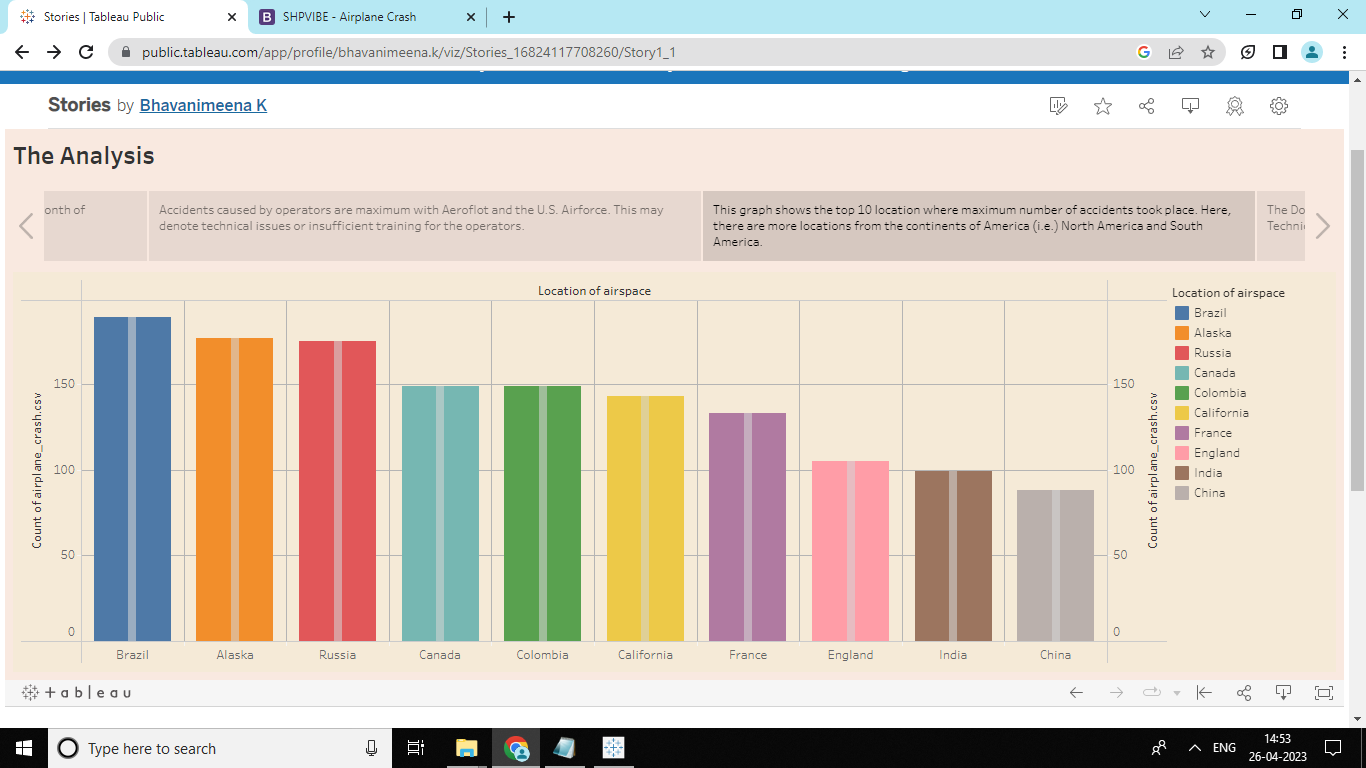 Stories | Tableau Public
SHPVIBE - Airplane Crash
public.tableau.com/app/profile/bhavanimeena.k/viz/Stories_16824117708260/Story1_1
Stories by Bhavanimeena K
The Analysis
onth of
Accidents caused by operators are maximum with Aeroflot and the U.S. Airforce. This may
denote technical issues or insufficient training for the operators.
This graph shows the top 10 location where maximum number of accidents took place. Here,
there are more locations from the continents of America (i.e.) North America and South
America.
The Do
Techni
Location of airspace
Count of airplane_crash.csv
150
100
50
0
Brazil
Alaska
Russia
Canada
Colombia
California
France
England
India
China
150
100
50
0
Count of airplane_crash.csv
Location of airspace
Brazil
Alaska
Russia
Canada
Colombia
California
France
England
India
China
+ a b | e a u
Type here to search
ENG
14:53
26-04-2023